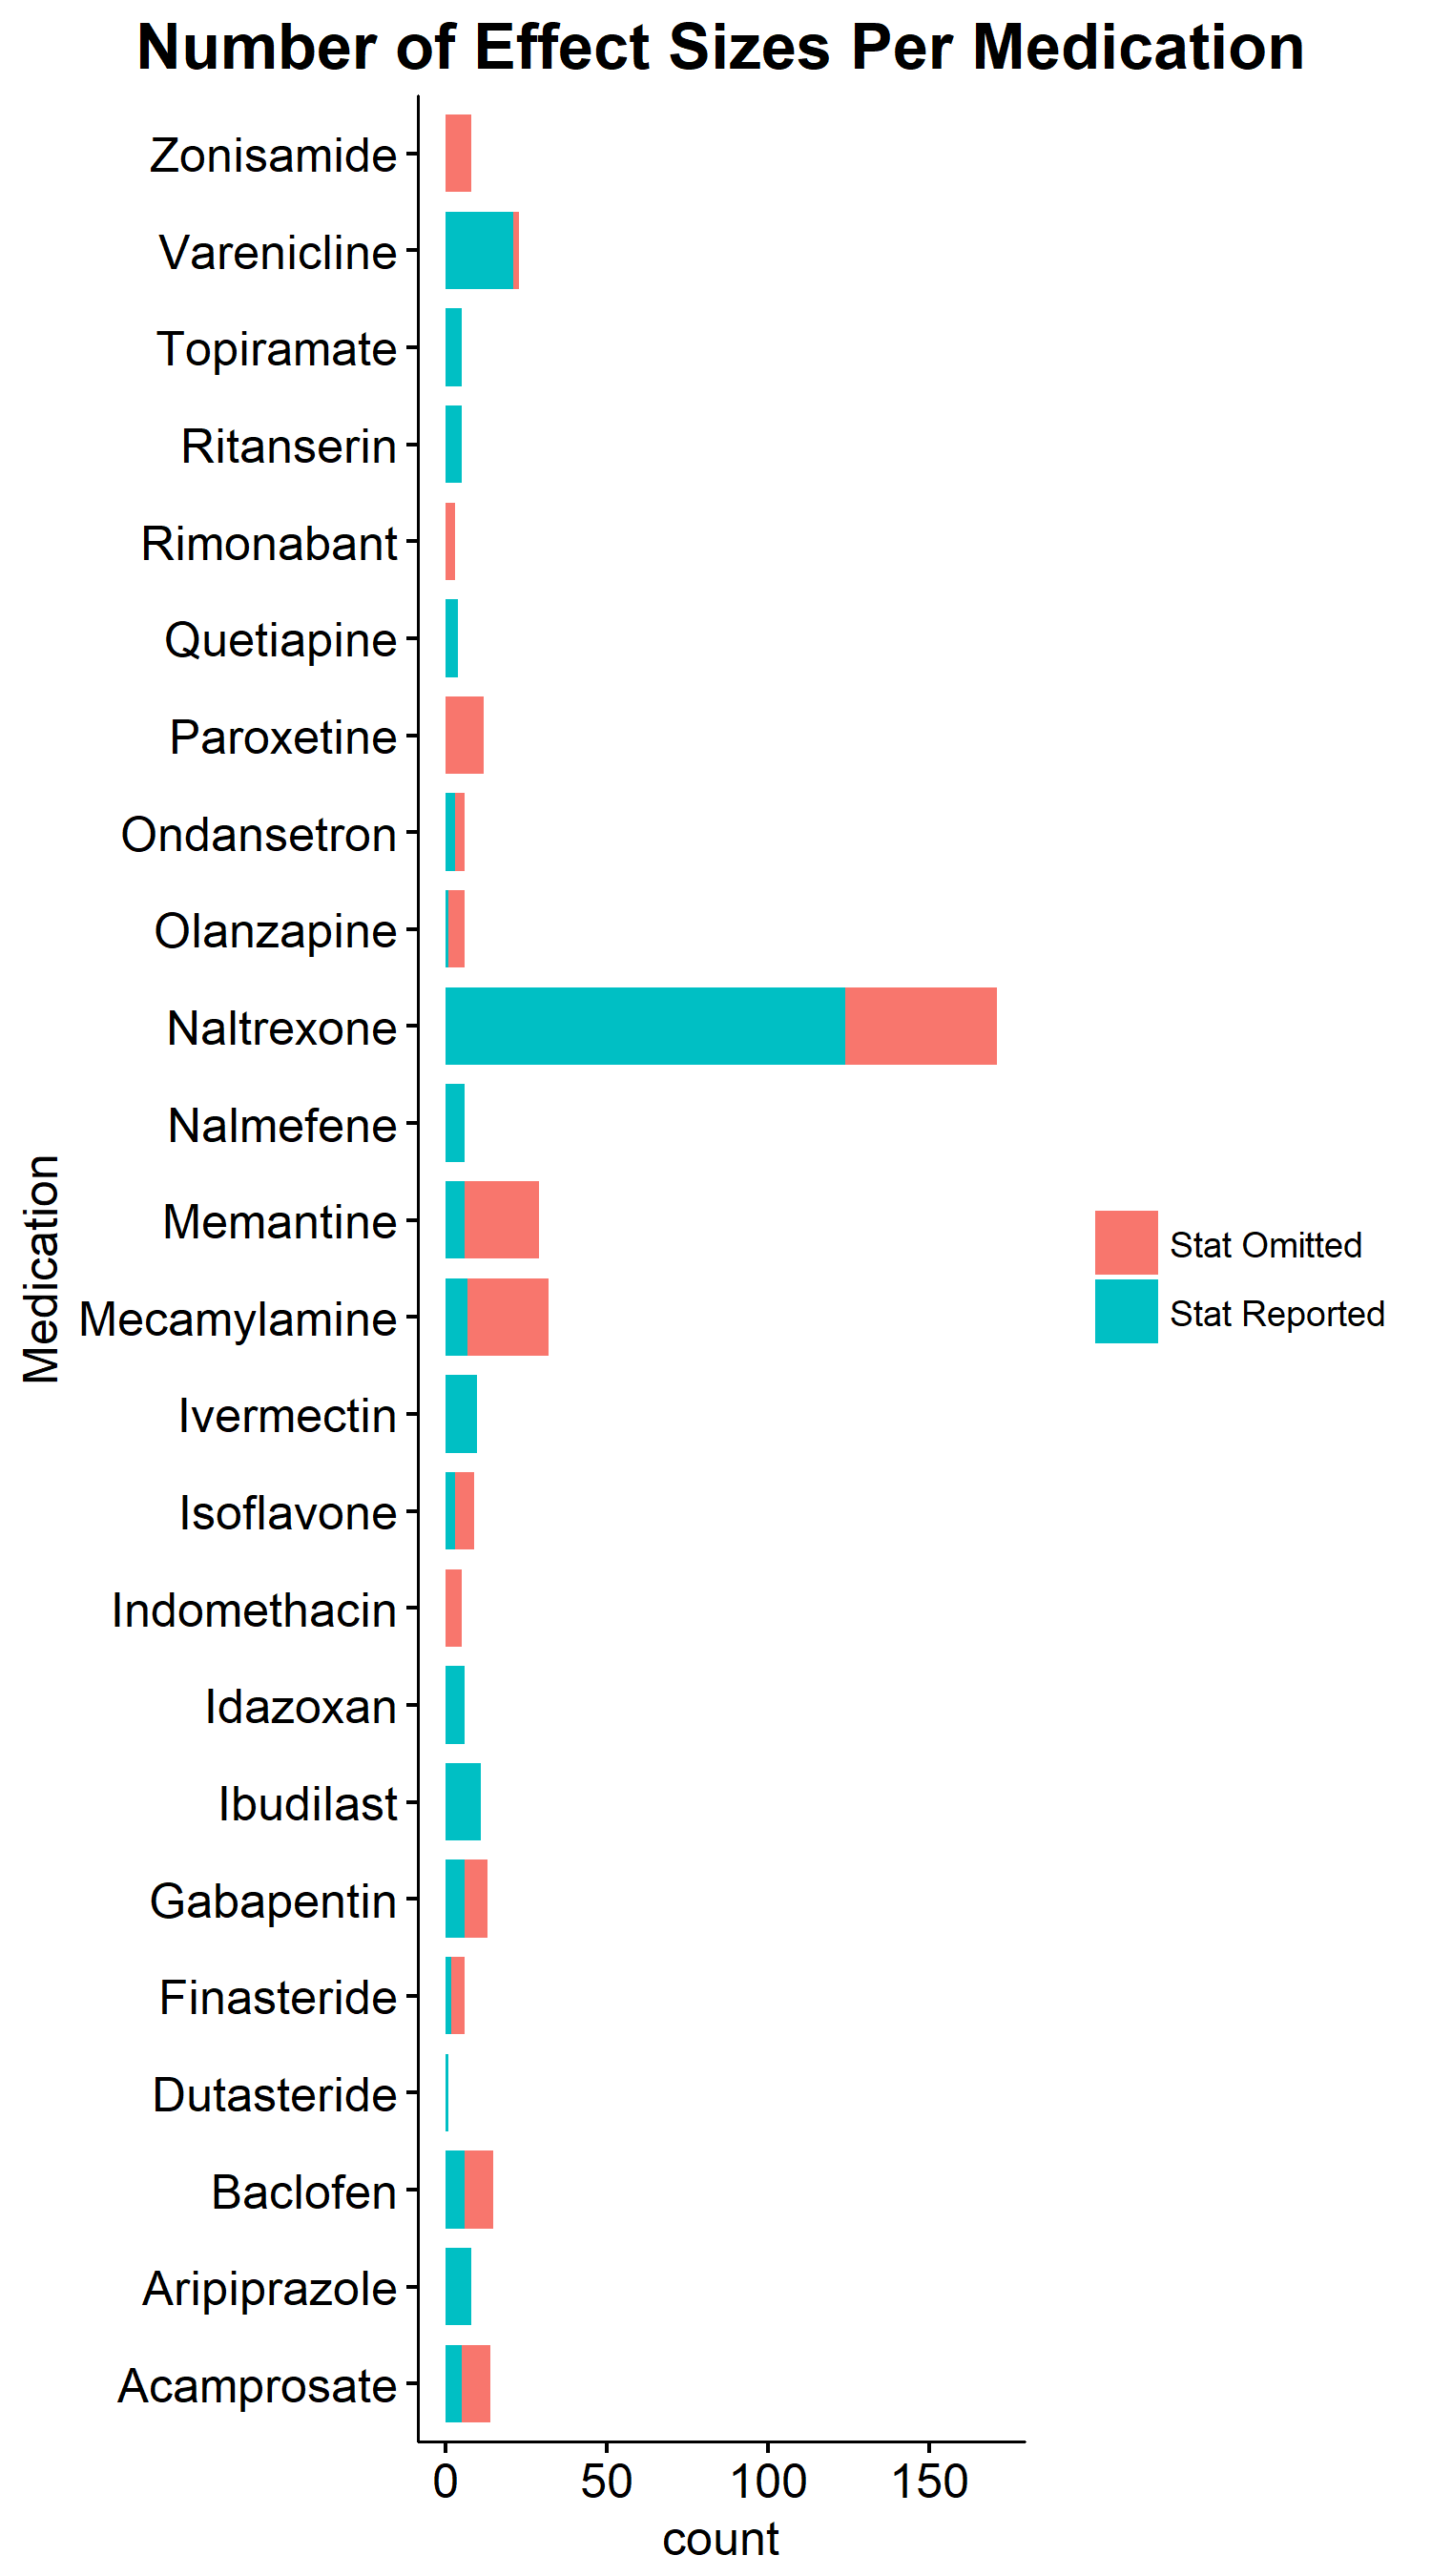 Number of Effect Sizes Per Medication
Zonisamide
Varenicline
Topiramate
Ritanserin
Rimonabant
Quetiapine
Paroxetine
Ondansetron
Olanzapine
Naltrexone
Nalmefene
Memantine
Mecamylamine
Ivermectin
Isoflavone
Indomethacin
Idazoxan
Ibudilast
Gabapentin
Finasteride
Dutasteride
Baclofen
Aripiprazole
Acamprosate
Medication
0 50 100 150
count
Stat Omitted
Stat Reported